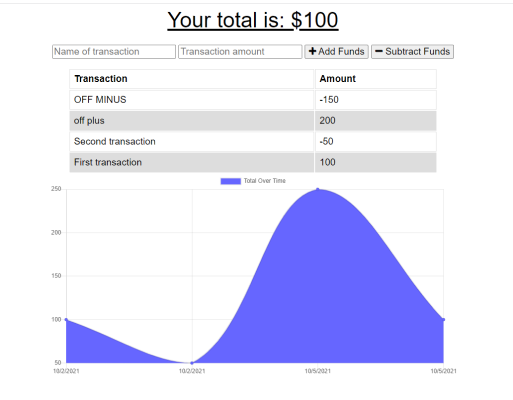 Your total is: $100
Name of transaction Transaction amount + Add Funds − Subtract Funds
Transaction Amount
OFF MINUS -150
off plus 200
Second transaction -50
First transaction 100
Total Over Time
250
200
150
100
50
10/2/2021 10/2/2021 10/5/2021 10/5/2021